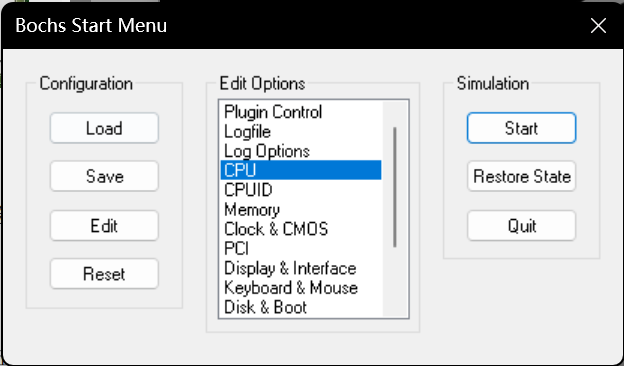 Bochs Start Menu
Configuration
Load
Save
Edit
Reset
Edit Options
Plugin Control
Logfile
Log Options
CPU
CPUID
Memory
Clock & CMOS
PCI
Display & Interface
Keyboard & Mouse
Disk & Boot
Simulation
Start
Restore State
Quit